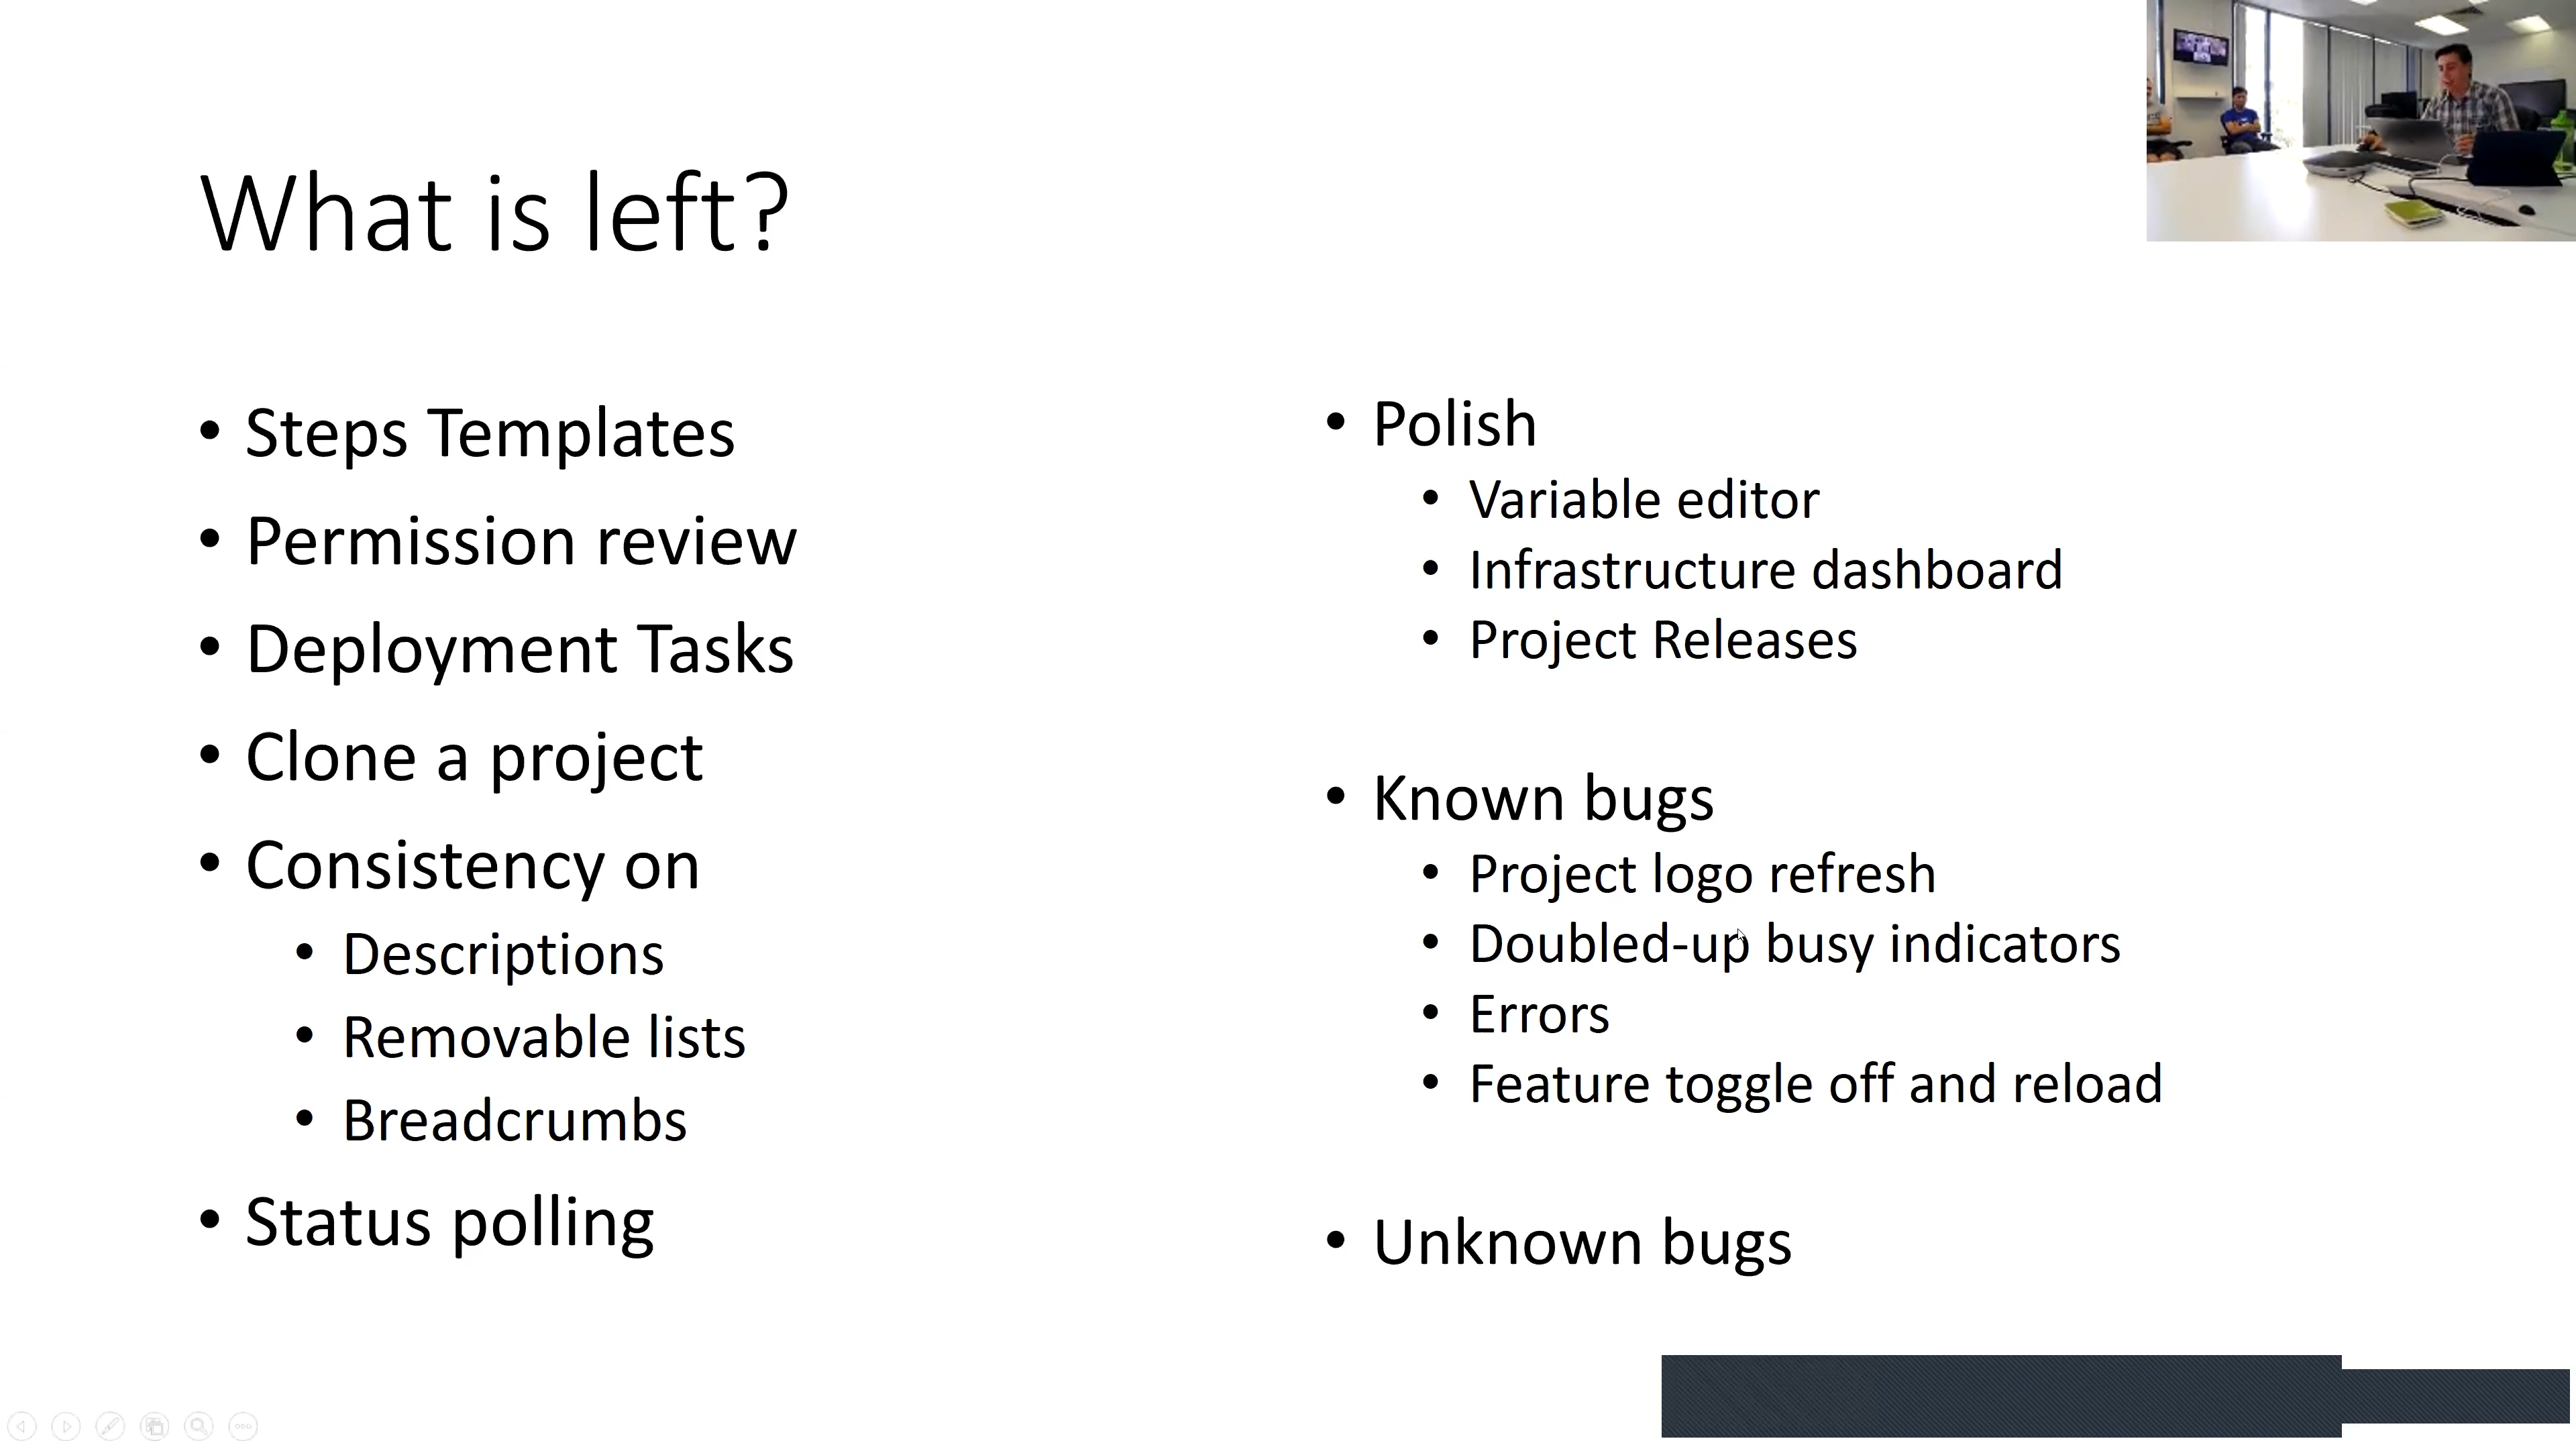 What is left?
• Steps Templates
• Permission review
• Deployment Tasks
• Clone a project
• Consistency on
• Descriptions
• Removable lists
• Breadcrumbs
• Status polling
• Polish
• Variable editor
• Infrastructure dashboard
• Project Releases
• Known bugs
• Project logo refresh
• Doubled-up busy indicators
• Errors
• Feature toggle off and reload
• Unknown bugs